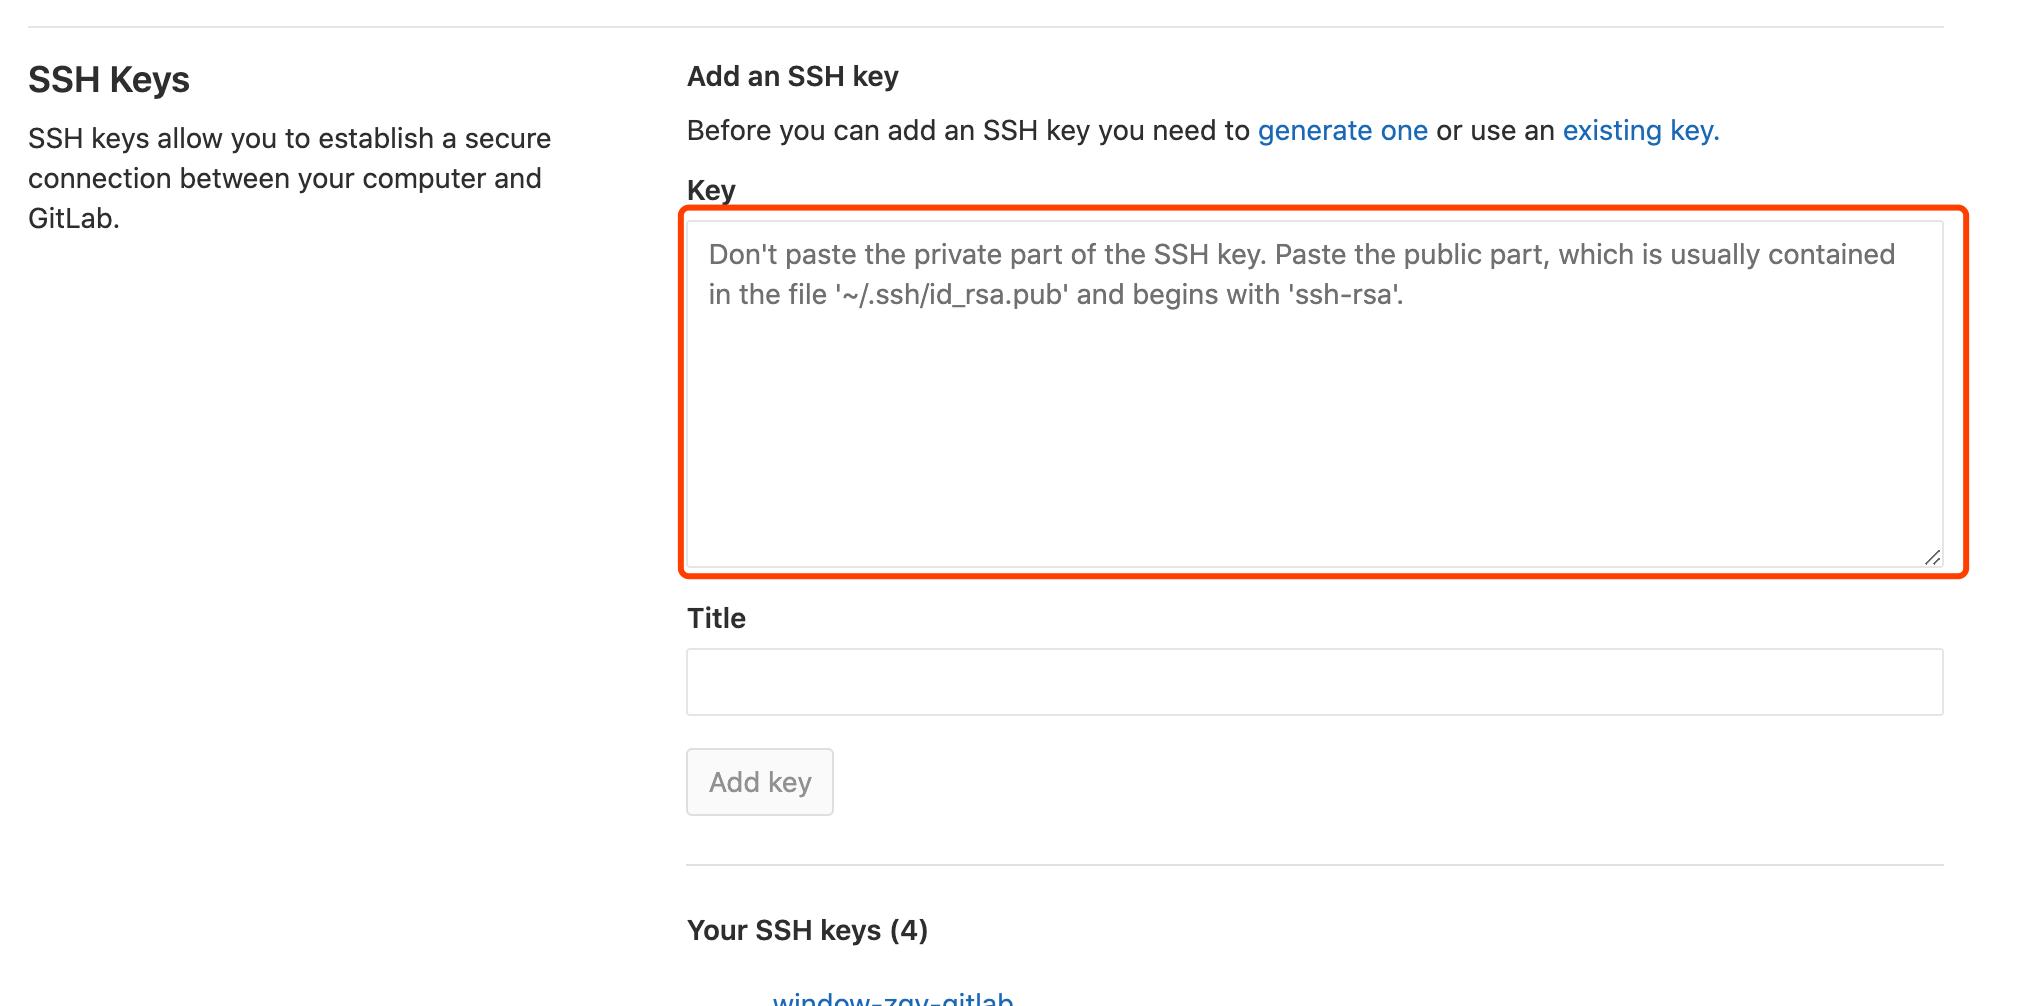 SSH Keys
SSH keys allow you to establish a secure
connection between your computer and
GitLab.
Add an SSH key
Before you can add an SSH key you need to generate one or use an existing key.
Key
Don't paste the private part of the SSH key. Paste the public part, which is usually contained
in the file '~/.ssh/id_rsa.pub' and begins with 'ssh-rsa'.
Title
Add key
Your SSH keys (4)
window-zgy-gitlab